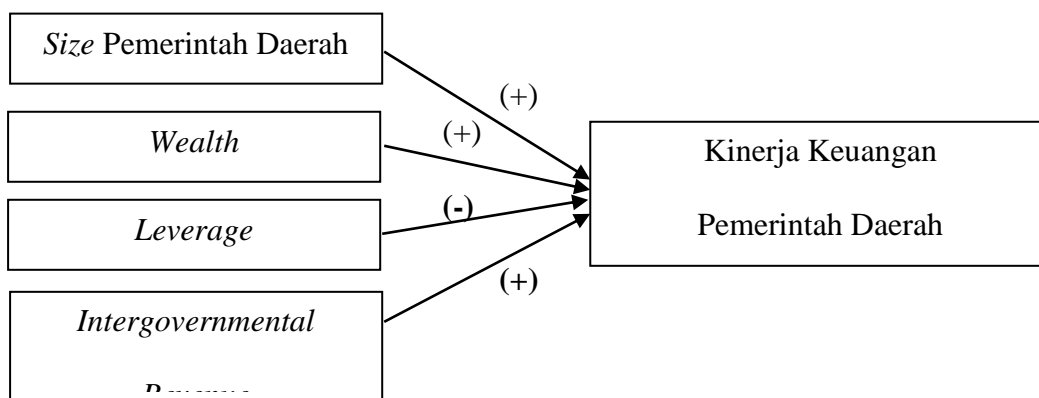 Size Pemerintah Daerah
(+)
Wealth
(+)
Kinerja Keuangan
Pemerintah Daerah
Leverage
(-)
Intergovernmental
(+)